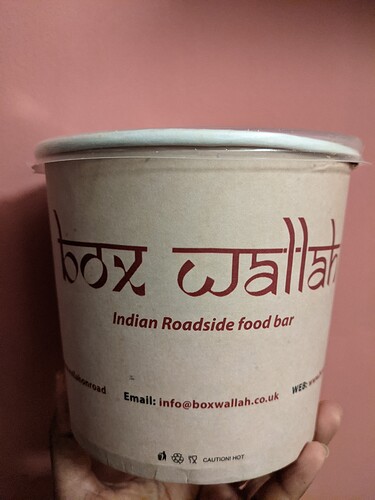 box wallah
Indian Roadside food bar
Email: info@boxwallah.co.uk
WEB:
CAUTION! HOT